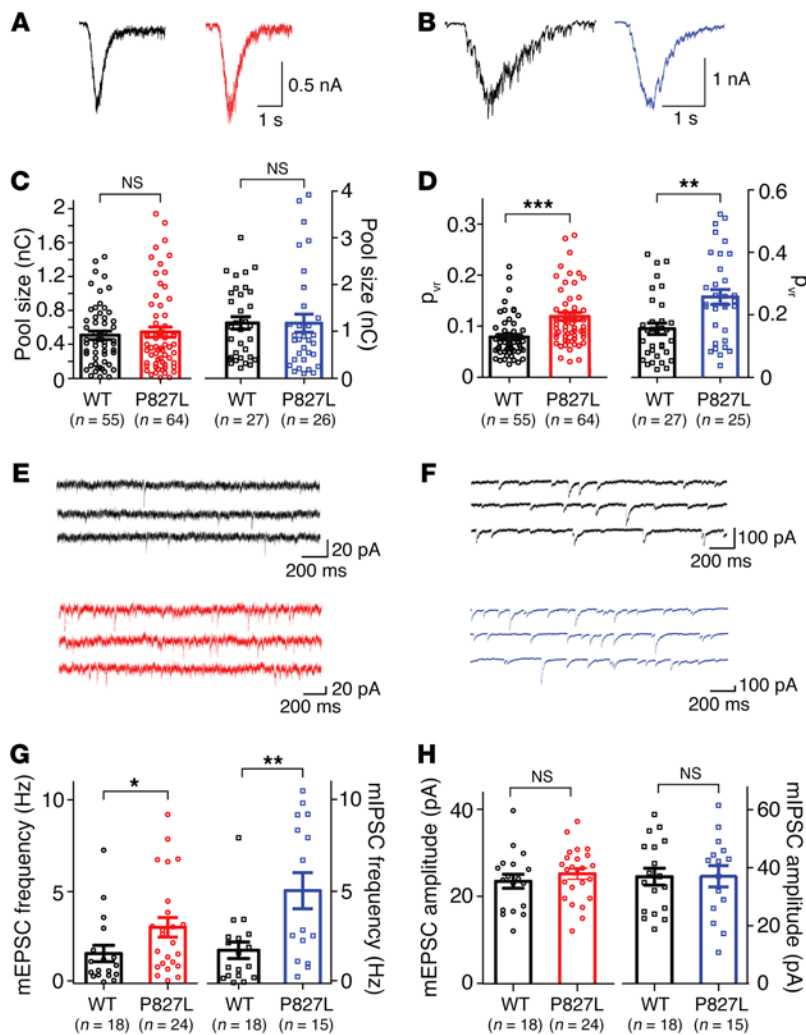 A
B
0.5 nA
1 s
1 nA
1 s
C
NS
NS
Pool size (nC)
2
1.6
1.2
0.8
0.4
0
4
3
2
1
0
Pool size (nC)
WT
P827L
WT
P827L
(n = 55)
(n = 64)
(n = 27)
(n = 26)
D
***
**
pvr
0.3
0.2
0.1
0
0.6
0.4
0.2
0
pvr
WT
P827L
WT
P827L
(n = 55)
(n = 64)
(n = 27)
(n = 25)
E
20 pA
200 ms
20 pA
200 ms
F
100 pA
200 ms
100 pA
200 ms
G
*
**
mEPSC frequency (Hz)
10
5
0
10
5
0
mIPSC frequency (Hz)
WT
P827L
WT
P827L
(n = 18)
(n = 24)
(n = 18)
(n = 15)
H
NS
NS
mEPSC amplitude (pA)
40
20
0
60
40
20
0
mIPSC amplitude (pA)
WT
P827L
WT
P827L
(n = 18)
(n = 24)
(n = 18)
(n = 15)